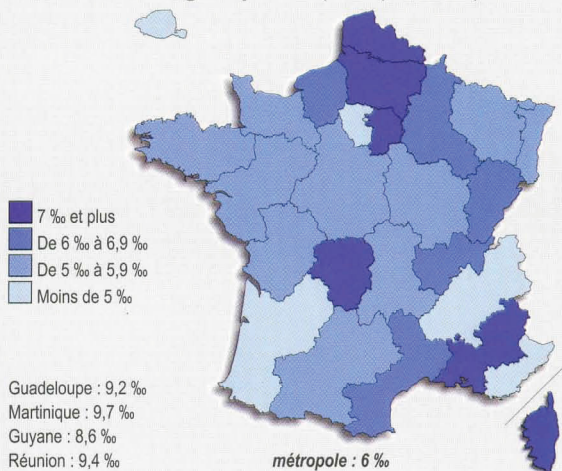 7 ‰ et plus
De 6 ‰ à 6,9 ‰
De 5 ‰ à 5,9 ‰
Moins de 5 ‰
Guadeloupe : 9,2 ‰
Martinique : 9,7 ‰
Guyane : 8,6 ‰
Réunion : 9,4 ‰
métropole : 6 ‰